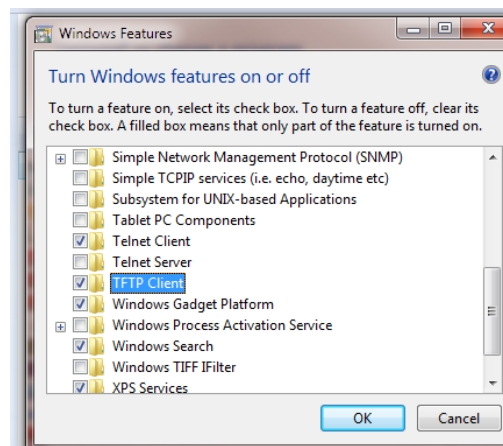 Windows Features
Turn Windows features on or off
To turn a feature on, select its check box. To turn a feature off, clear its
check box. A filled box means that only part of the feature is turned on.
Simple Network Management Protocol (SNMP)
Simple TCPIP services (i.e. echo, daytime etc)
Subsystem for UNIX-based Applications
Tablet PC Components
Telnet Client
Telnet Server
TFTP Client
Windows Gadget Platform
Windows Process Activation Service
Windows Search
Windows TIFF IFilter
XPS Services
OK
Cancel